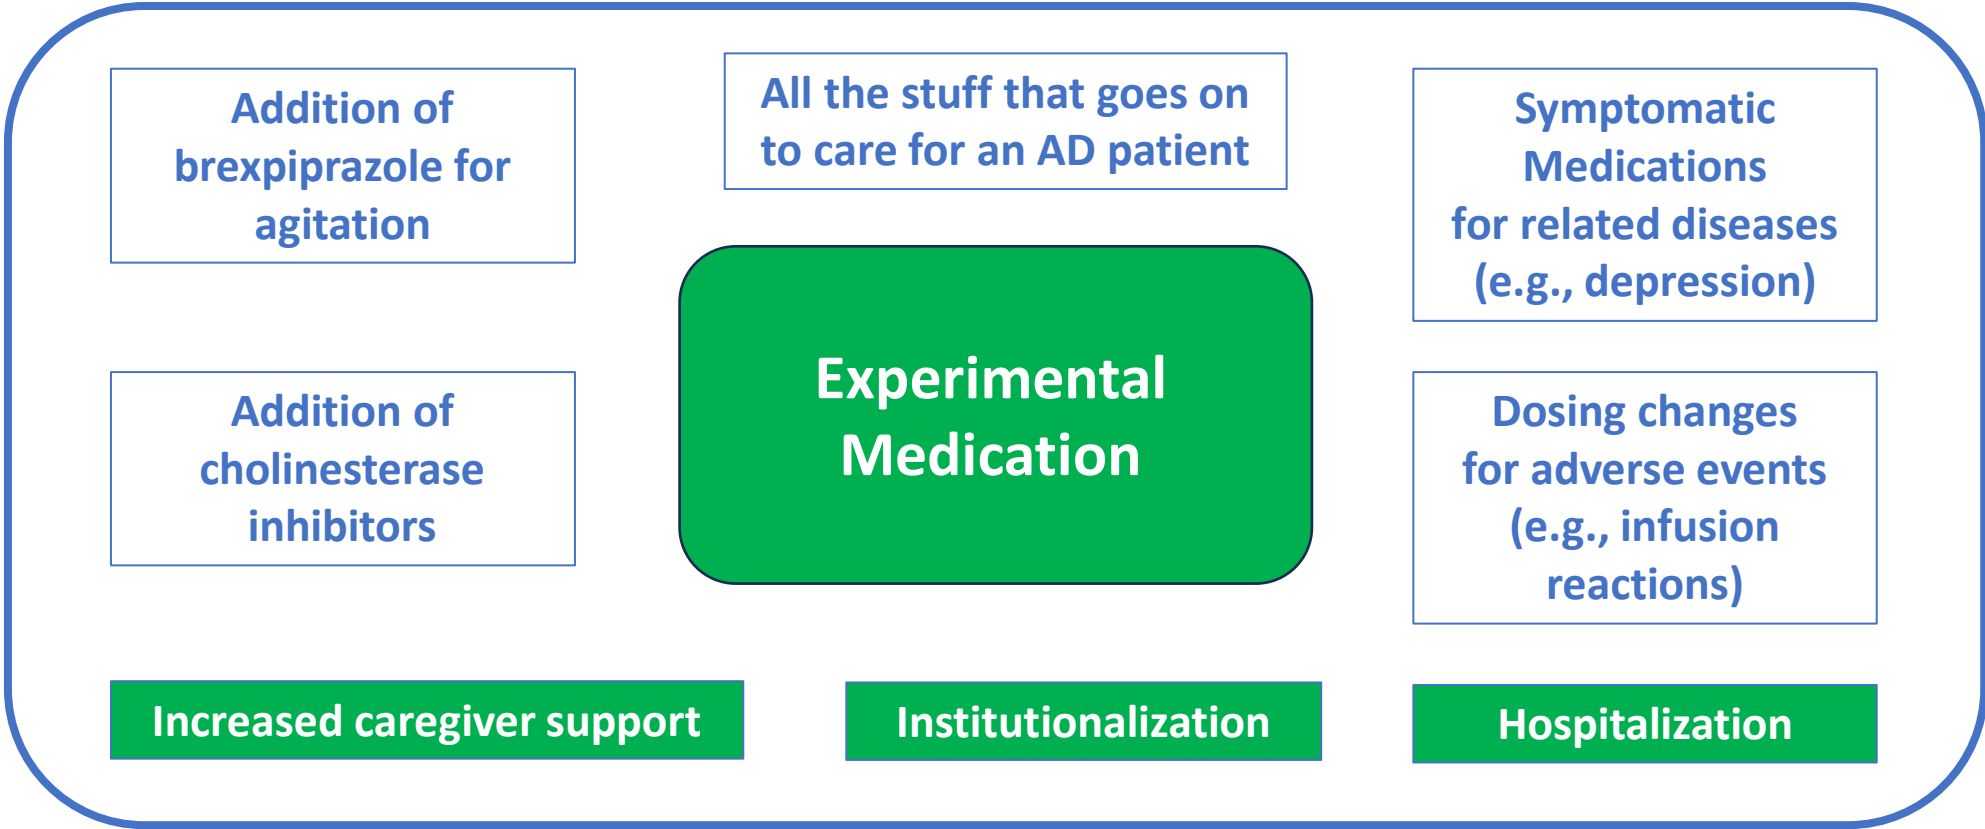 Addition of
brexpiprazole for
agitation
All the stuff that goes on
to care for an AD patient
Symptomatic
Medications
for related diseases
(e.g., depression)
Experimental
Medication
Addition of
cholinesterase
inhibitors
Dosing changes
for adverse events
(e.g., infusion
reactions)
Increased caregiver support
Institutionalization
Hospitalization